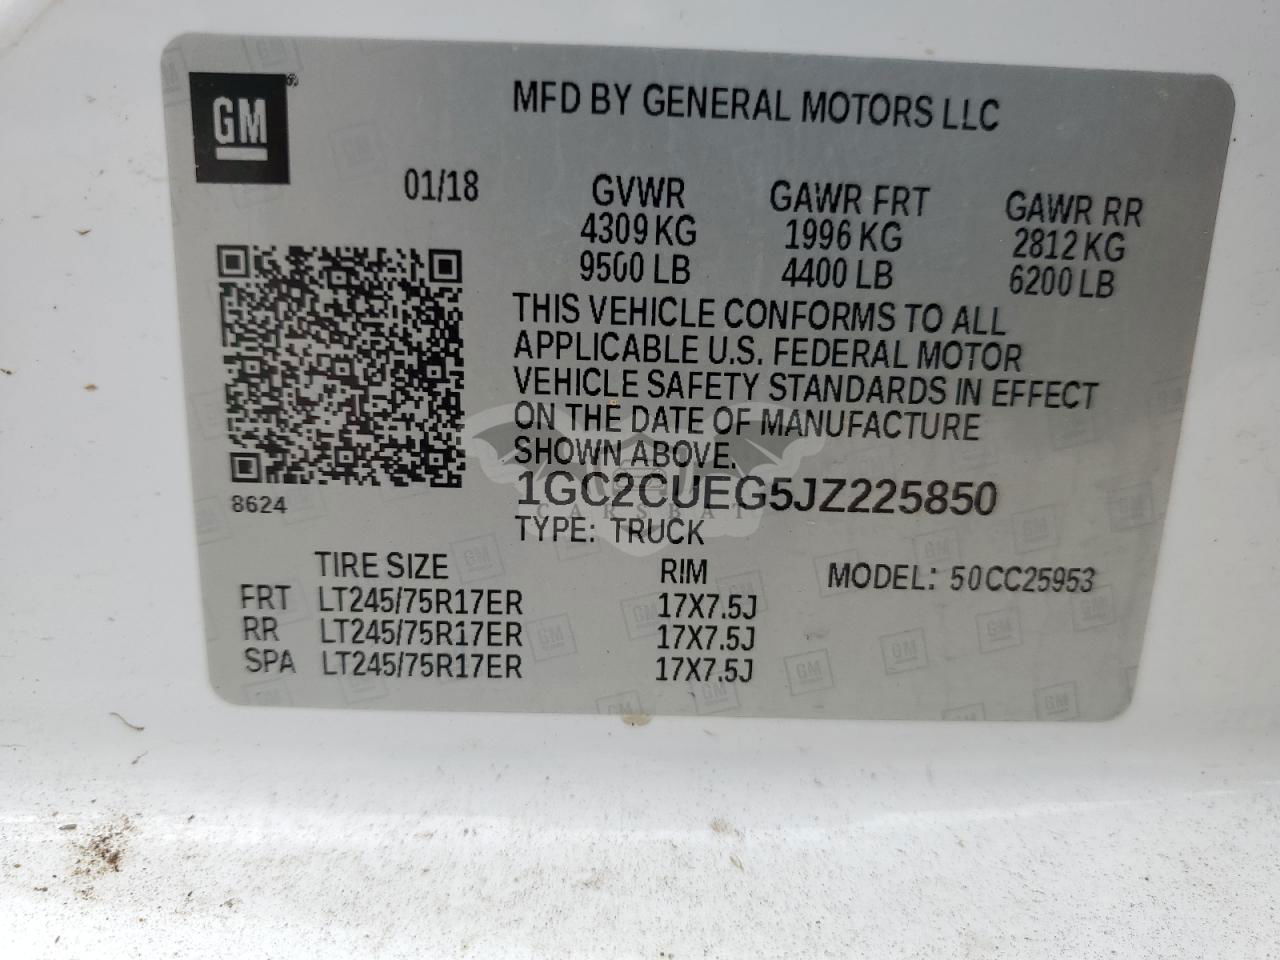 GM ®
MFD BY GENERAL MOTORS LLC
01/18 GVWR GAWR FRT GAWR RR
4309 KG 1996 KG 2812 KG
9500 LB 4400 LB 6200 LB
THIS VEHICLE CONFORMS TO ALL
APPLICABLE U.S. FEDERAL MOTOR
VEHICLE SAFETY STANDARDS IN EFFECT
ON THE DATE OF MANUFACTURE
SHOWN ABOVE.
1GC2CUEG5JZ225850
CARSBAT
8624
TYPE: TRUCK
TIRE SIZE RIM MODEL: 50CC25953
FRT LT245/75R17ER 17X7.5J
RR LT245/75R17ER 17X7.5J
SPA LT245/75R17ER 17X7.5J